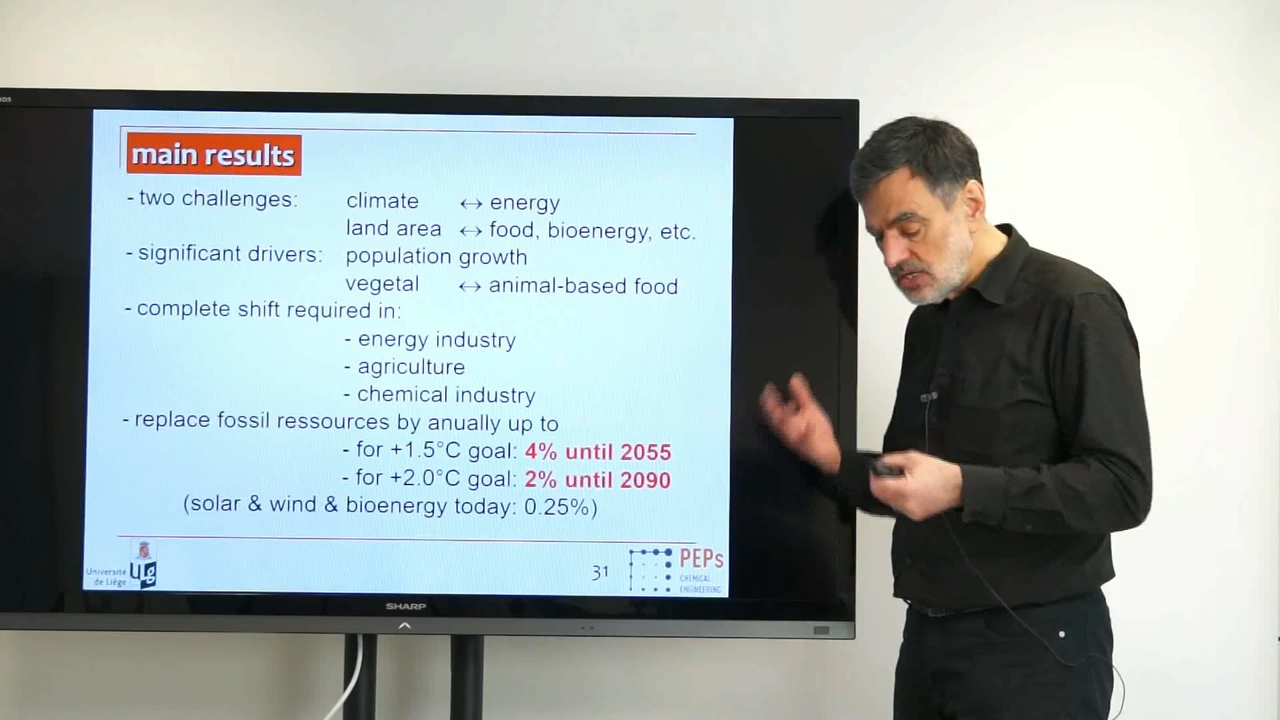 main results
- two challenges: climate ↔ energy
land area ↔ food, bioenergy, etc.
- significant drivers: population growth
vegetal ↔ animal-based food
- complete shift required in:
- energy industry
- agriculture
- chemical industry
- replace fossil ressources by anually up to
- for +1.5°C goal: 4% until 2055
- for +2.0°C goal: 2% until 2090
(solar & wind & bioenergy today: 0.25%)
Université
de Liège
31
PEPs
CHEMICAL
ENGINEERING
SHARP